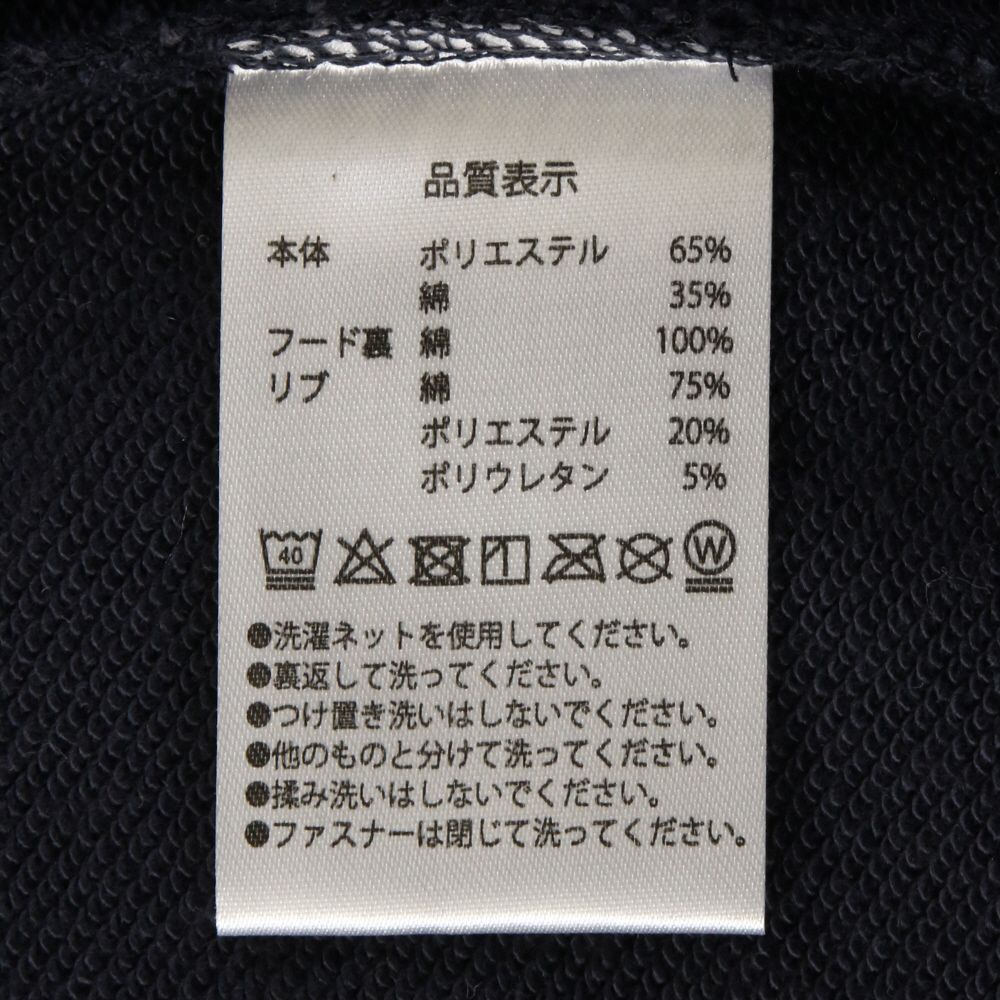 品質表示
本体 ポリエステル 65%
綿 35%
フード裏 綿 100%
リブ 綿 75%
ポリエステル 20%
ポリウレタン 5%
40 W
●洗濯ネットを使用してください。
●裏返して洗ってください。
●つけ置き洗いはしないでください。
●他のものと分けて洗ってください。
●揉み洗いはしないでください。
●ファスナーは閉じて洗ってください。